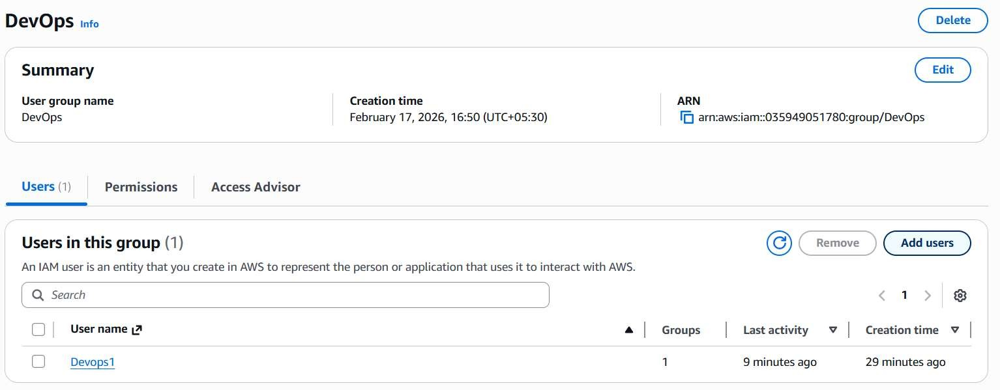 DevOps Info
Delete
Summary
Edit
User group name
DevOps
Creation time
February 17, 2026, 16:50 (UTC+05:30)
ARN
arn:aws:iam::035949051780:group/DevOps
Users (1)
Permissions
Access Advisor
Users in this group (1)
Remove
Add users
An IAM user is an entity that you create in AWS to represent the person or application that uses it to interact with AWS.
Search
1
User name
Groups
Last activity
Creation time
Devops1
1
9 minutes ago
29 minutes ago